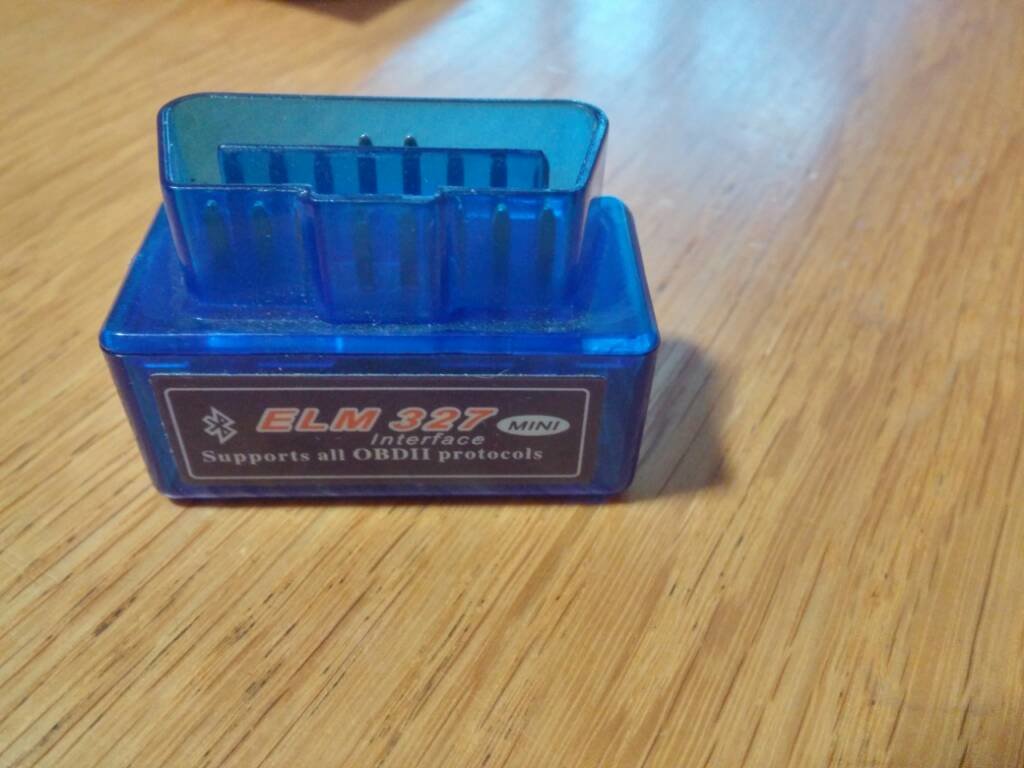 ELM 327 MINI
Interface
Supports all OBDII protocols